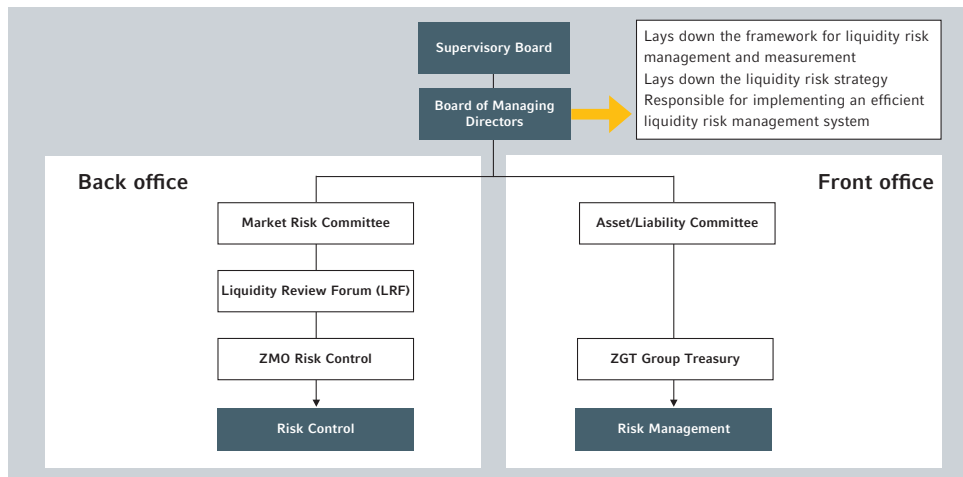 Supervisory Board
Board of Managing
Directors
Lays down the framework for liquidity risk
management and measurement
Lays down the liquidity risk strategy
Responsible for implementing an efficient
liquidity risk management system
Back office
Market Risk Committee
Liquidity Review Forum (LRF)
ZMO Risk Control
Risk Control
Front office
Asset/Liability Committee
ZGT Group Treasury
Risk Management